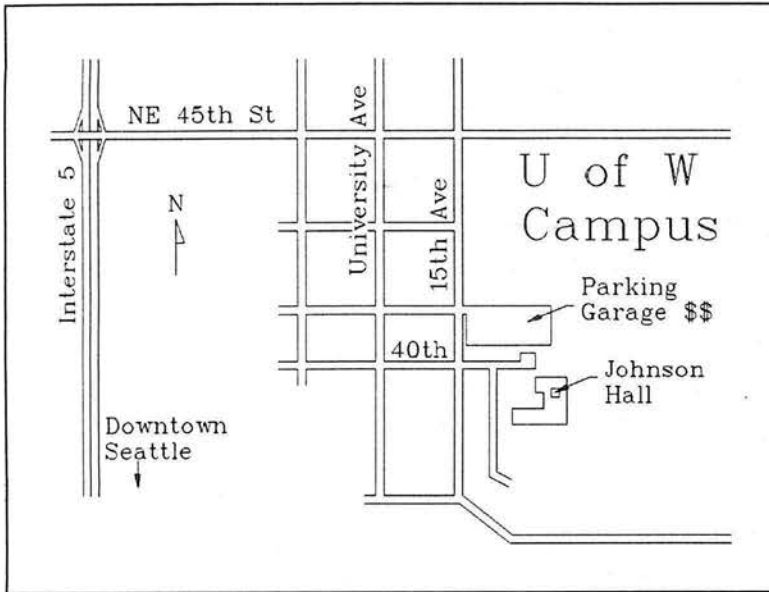 NE 45th St
University Ave
Interstate 5
N
15th Ave
U of W
Campus
Parking
Garage $$
40th
Johnson
Hall
Downtown
Seattle